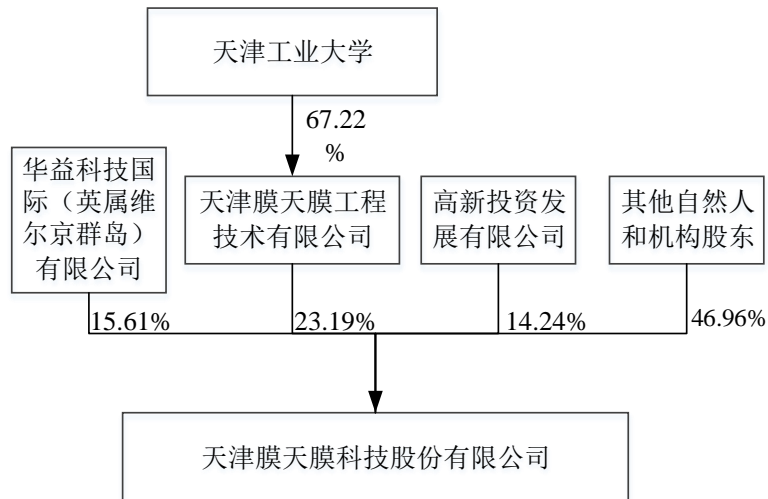 天津工业大学
67.22
%
华益科技国
际（英属维
尔京群岛）
有限公司
天津膜天膜工程
技术有限公司
高新投资发
展有限公司
其他自然人
和机构股东
15.61%
23.19%
14.24%
46.96%
天津膜天膜科技股份有限公司